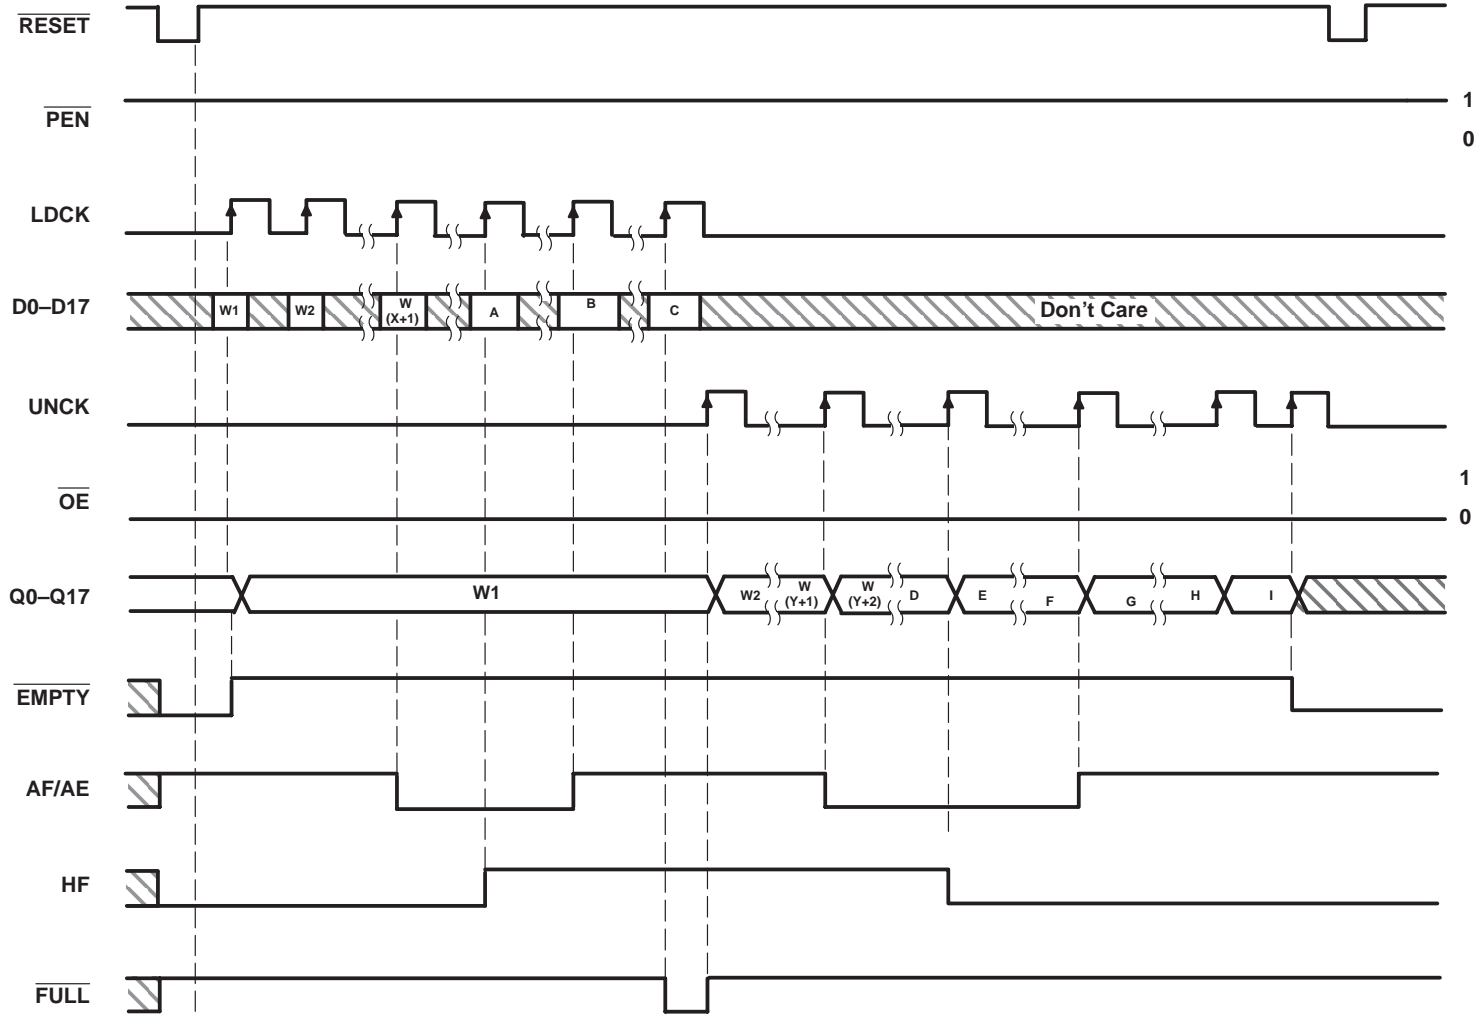 RESET
PEN
1
0
LDCK
D0–D17
W1
W2
W
(X+1)
A
B
C
Don't Care
UNCK
OE
1
0
Q0–Q17
W1
W2
W
(Y+1)
W
(Y+2)
D
E
F
G
H
I
EMPTY
AF/AE
HF
FULL